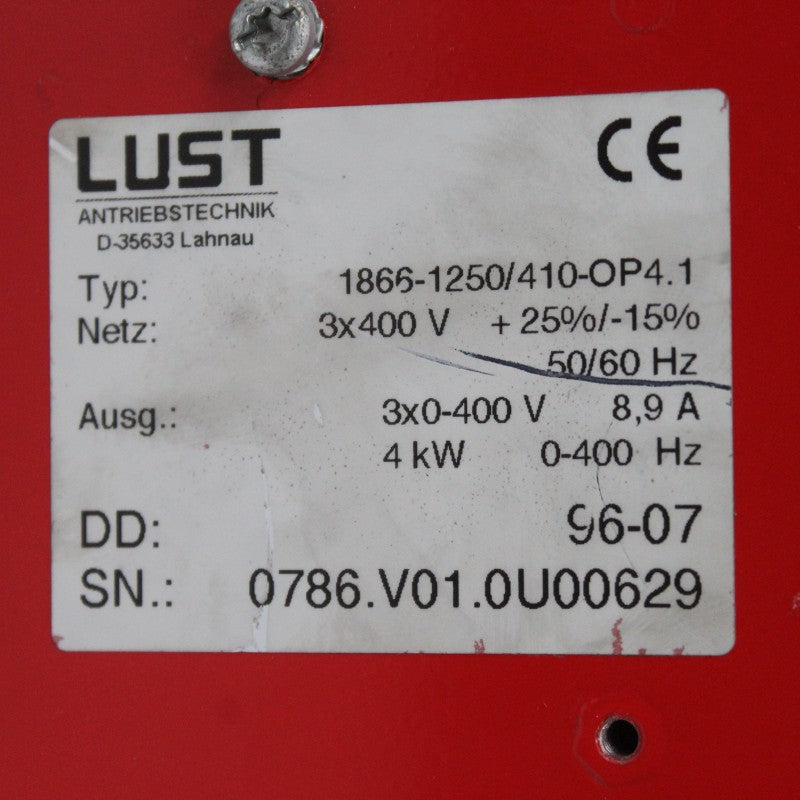 LUST
CE
ANTRIEBSTECHNIK
D-35633 Lahnau
Typ: 1866-1250/410-OP4.1
Netz: 3x400 V + 25%/-15%
50/60 Hz
Ausg.: 3x0-400 V 8,9 A
4 kW 0-400 Hz
DD: 96-07
SN.: 0786.V01.0U00629